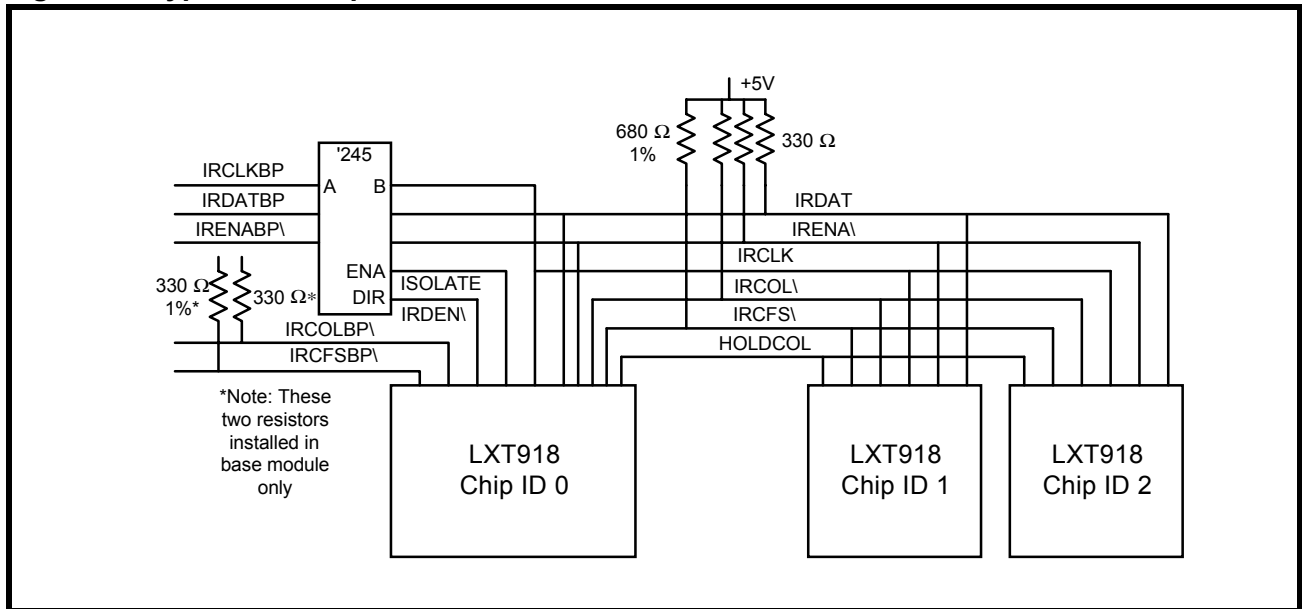 +5V
680 Ω
1%
330 Ω
'245
A B
IRCLKBP
IRDATBP
IRENABP\
ENA
DIR
ISOLATE
IRDEN\
330 Ω
1%*
330 Ω*
IRCOLBP\
IRCFSBP\
IRDAT
IRENA\
IRCLK
IRCOL\
IRCFS\
HOLDCOL
*Note: These
two resistors
installed in
base module
only
LXT918
Chip ID 0
LXT918
Chip ID 1
LXT918
Chip ID 2